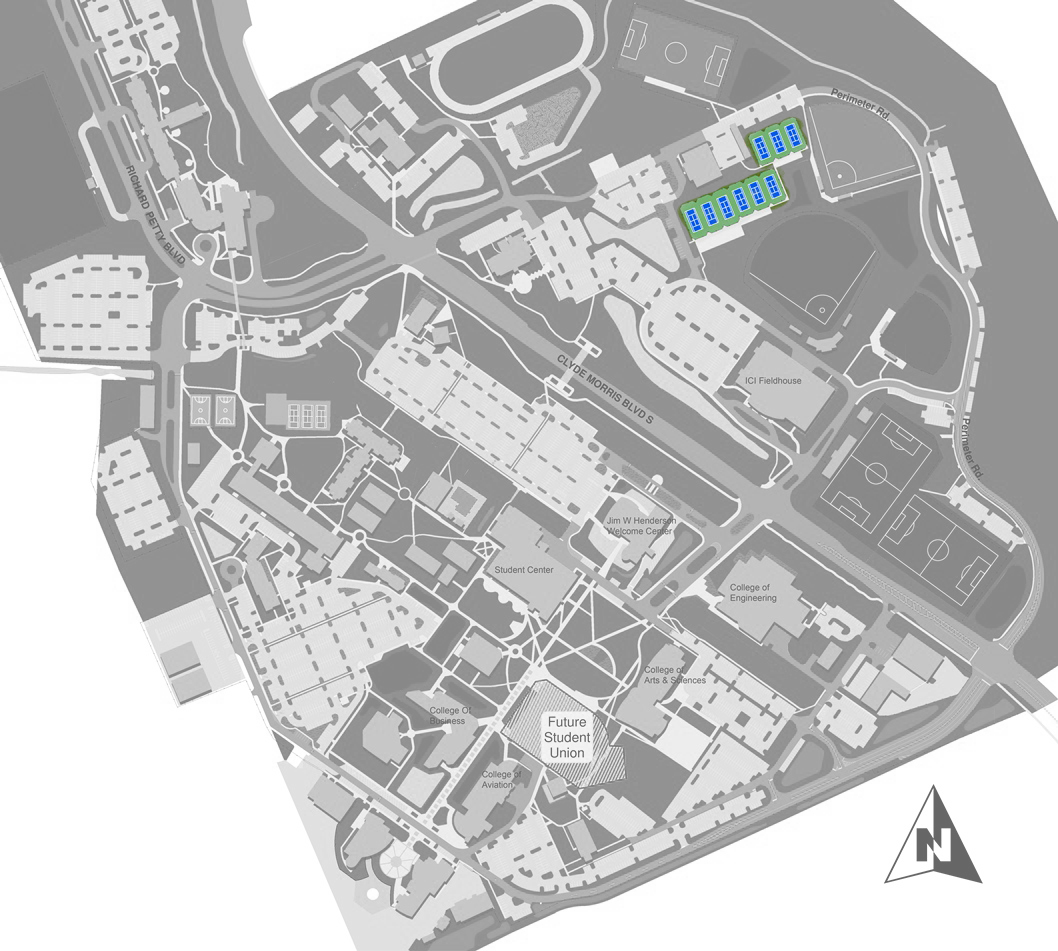 Perimeter Rd.
RICHARD PETTY BLVD
CLYDE MORRIS BLVD S
ICI Fieldhouse
Perimeter Rd
Jim W Henderson
Welcome Center
Student Center
College of
Engineering
College of
Arts & Sciences
College Of
Business
Future
Student
Union
College of
Aviation
N